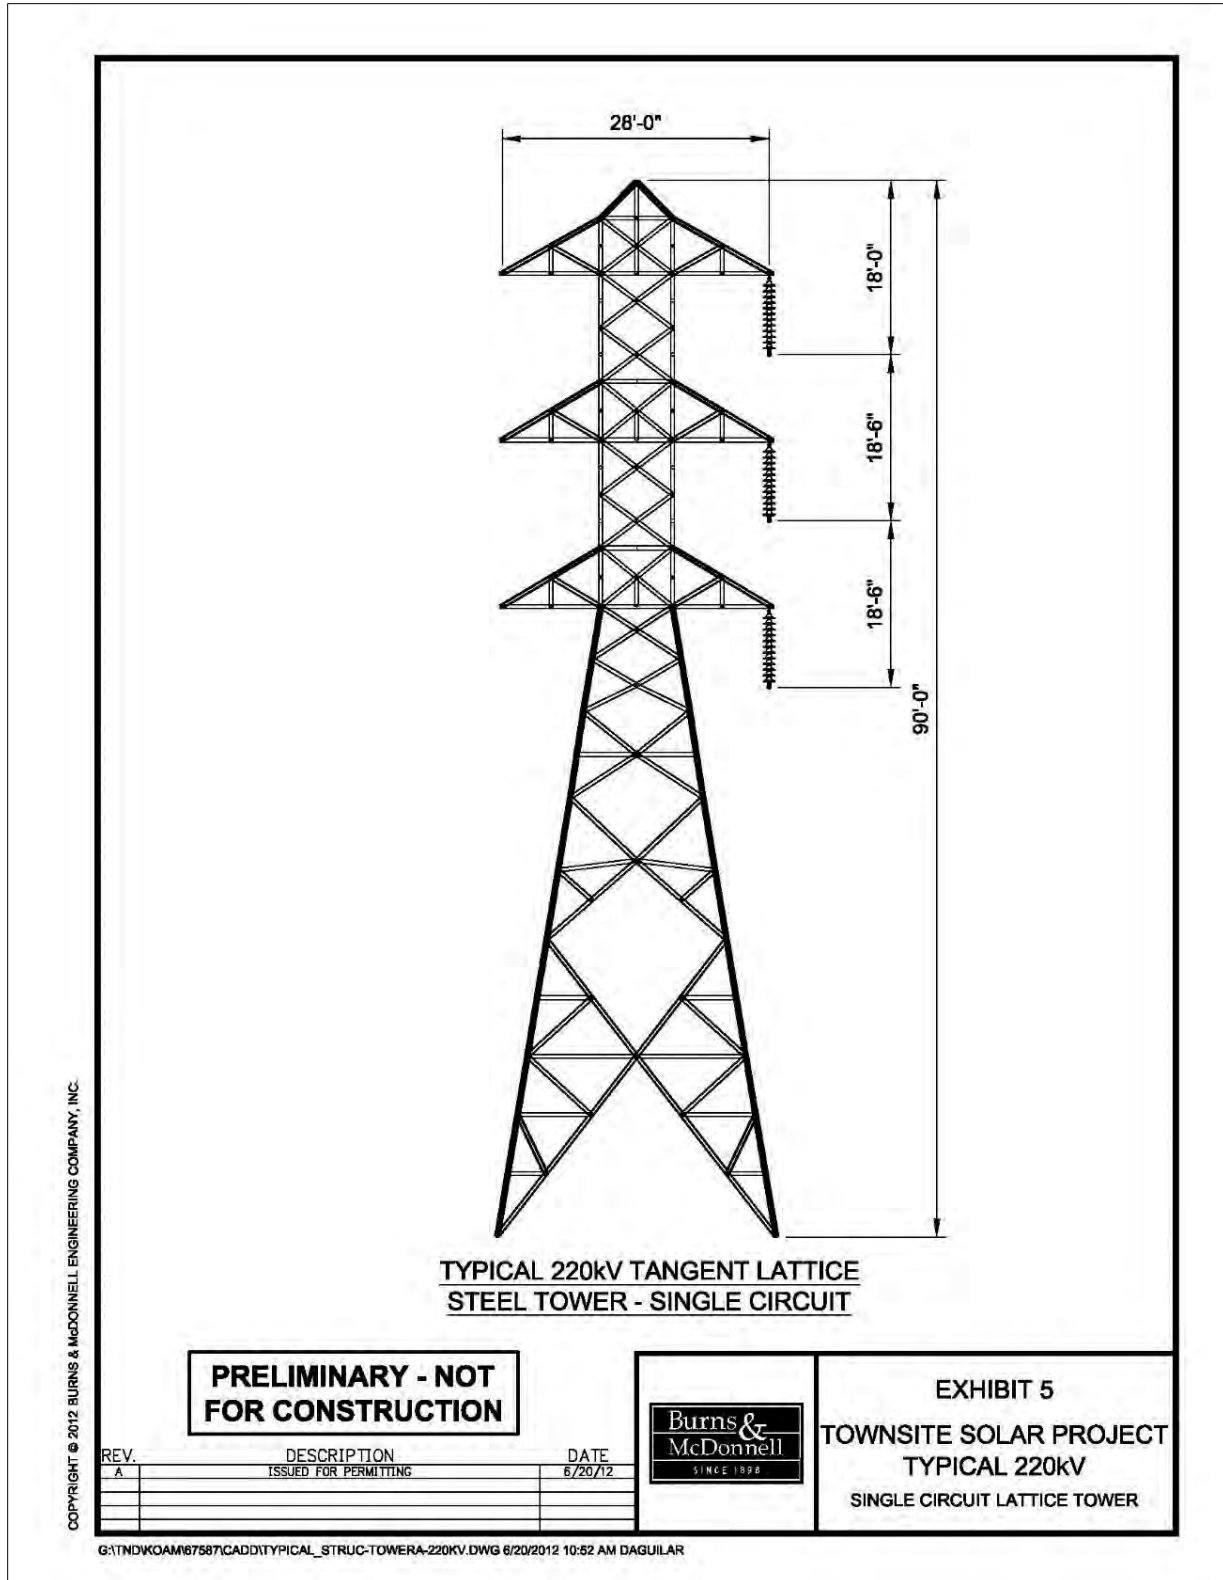 28'-0"
18'-0"
18'-6"
18'-6"
90'-0"
TYPICAL 220kV TANGENT LATTICE
STEEL TOWER - SINGLE CIRCUIT
PRELIMINARY - NOT
FOR CONSTRUCTION
REV. DESCRIPTION DATE
A ISSUED FOR PERMITTING 6/20/12
Burns &
McDonnell
SINCE 1898
EXHIBIT 5
TOWNSITE SOLAR PROJECT
TYPICAL 220kV
SINGLE CIRCUIT LATTICE TOWER
COPYRIGHT © 2012 BURNS & McDONNELL ENGINEERING COMPANY, INC.
G:\TND\KOAM\67587\CADD\TYPICAL_STRUC-TOWERA-220KV.DWG 6/20/2012 10:52 AM DAGUILAR